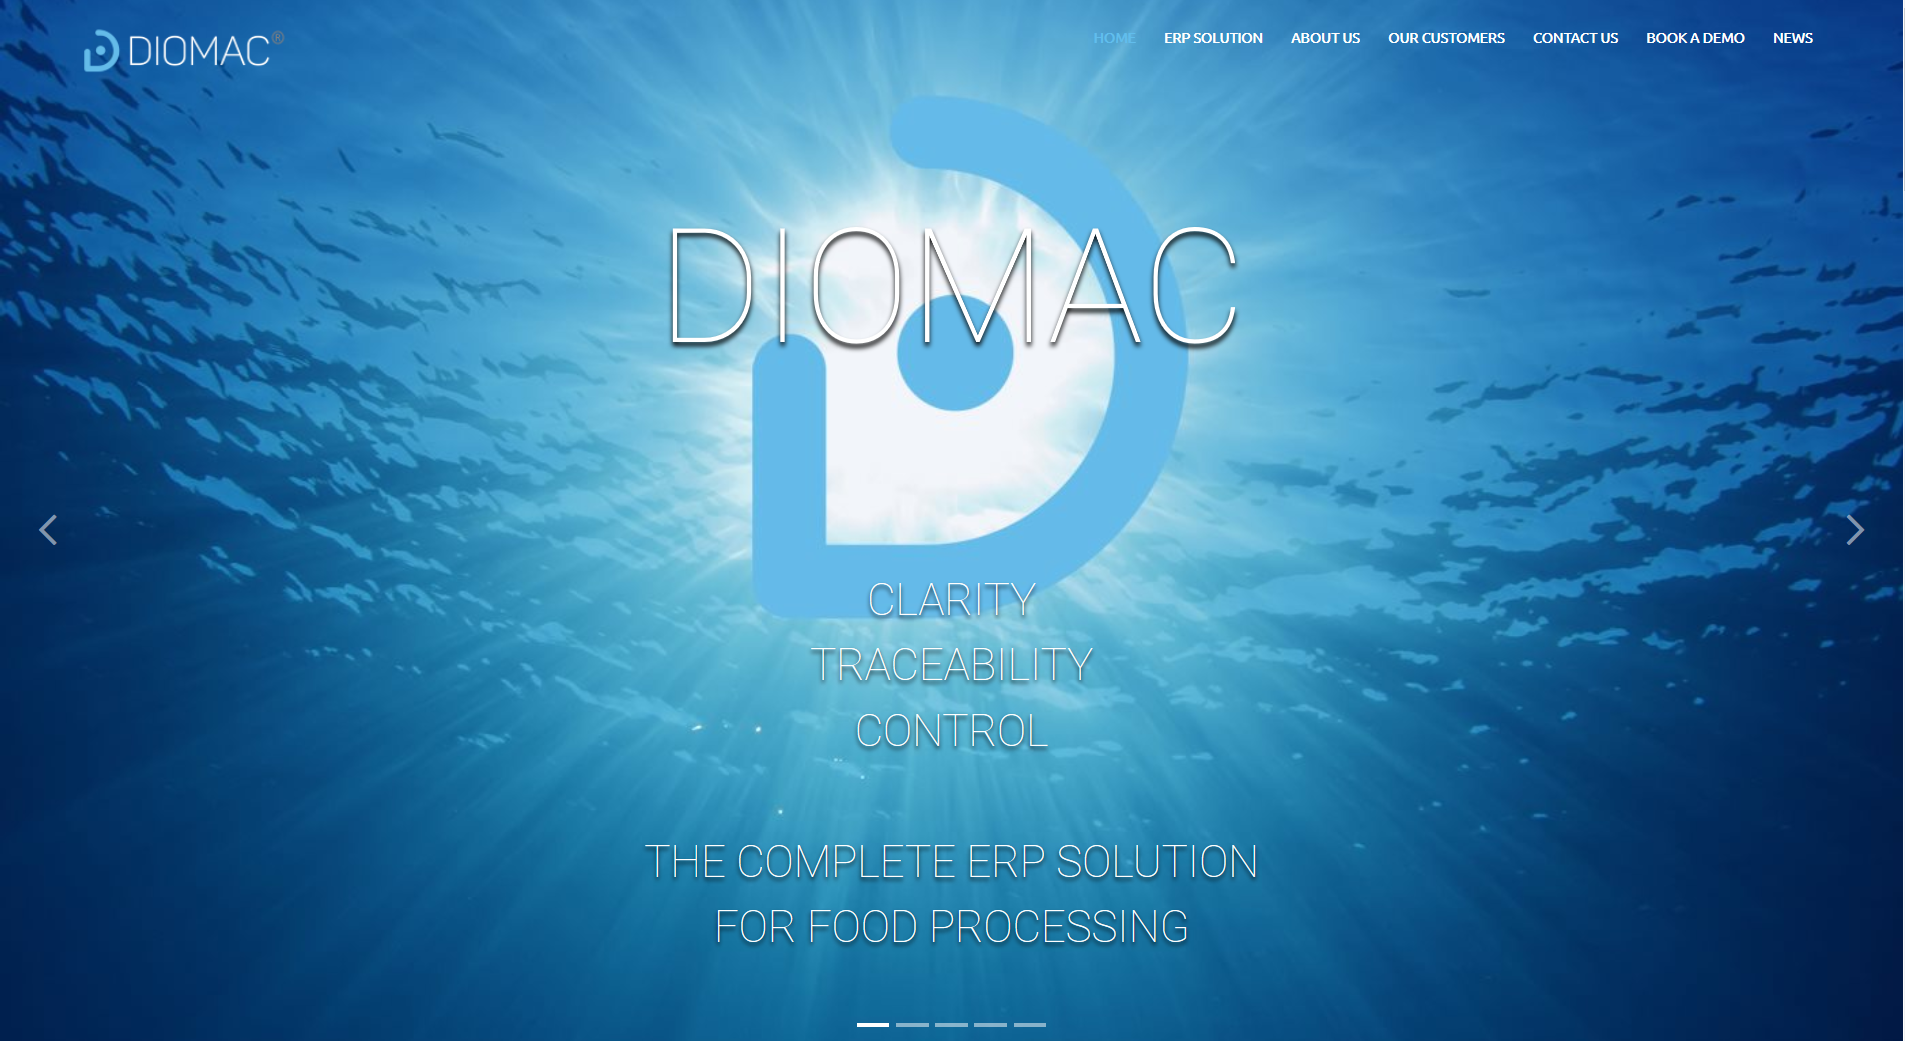 DIOMAC®
HOME ERP SOLUTION ABOUT US OUR CUSTOMERS CONTACT US BOOK A DEMO NEWS
DIOMAC
CLARITY
TRACEABILITY
CONTROL
THE COMPLETE ERP SOLUTION
FOR FOOD PROCESSING